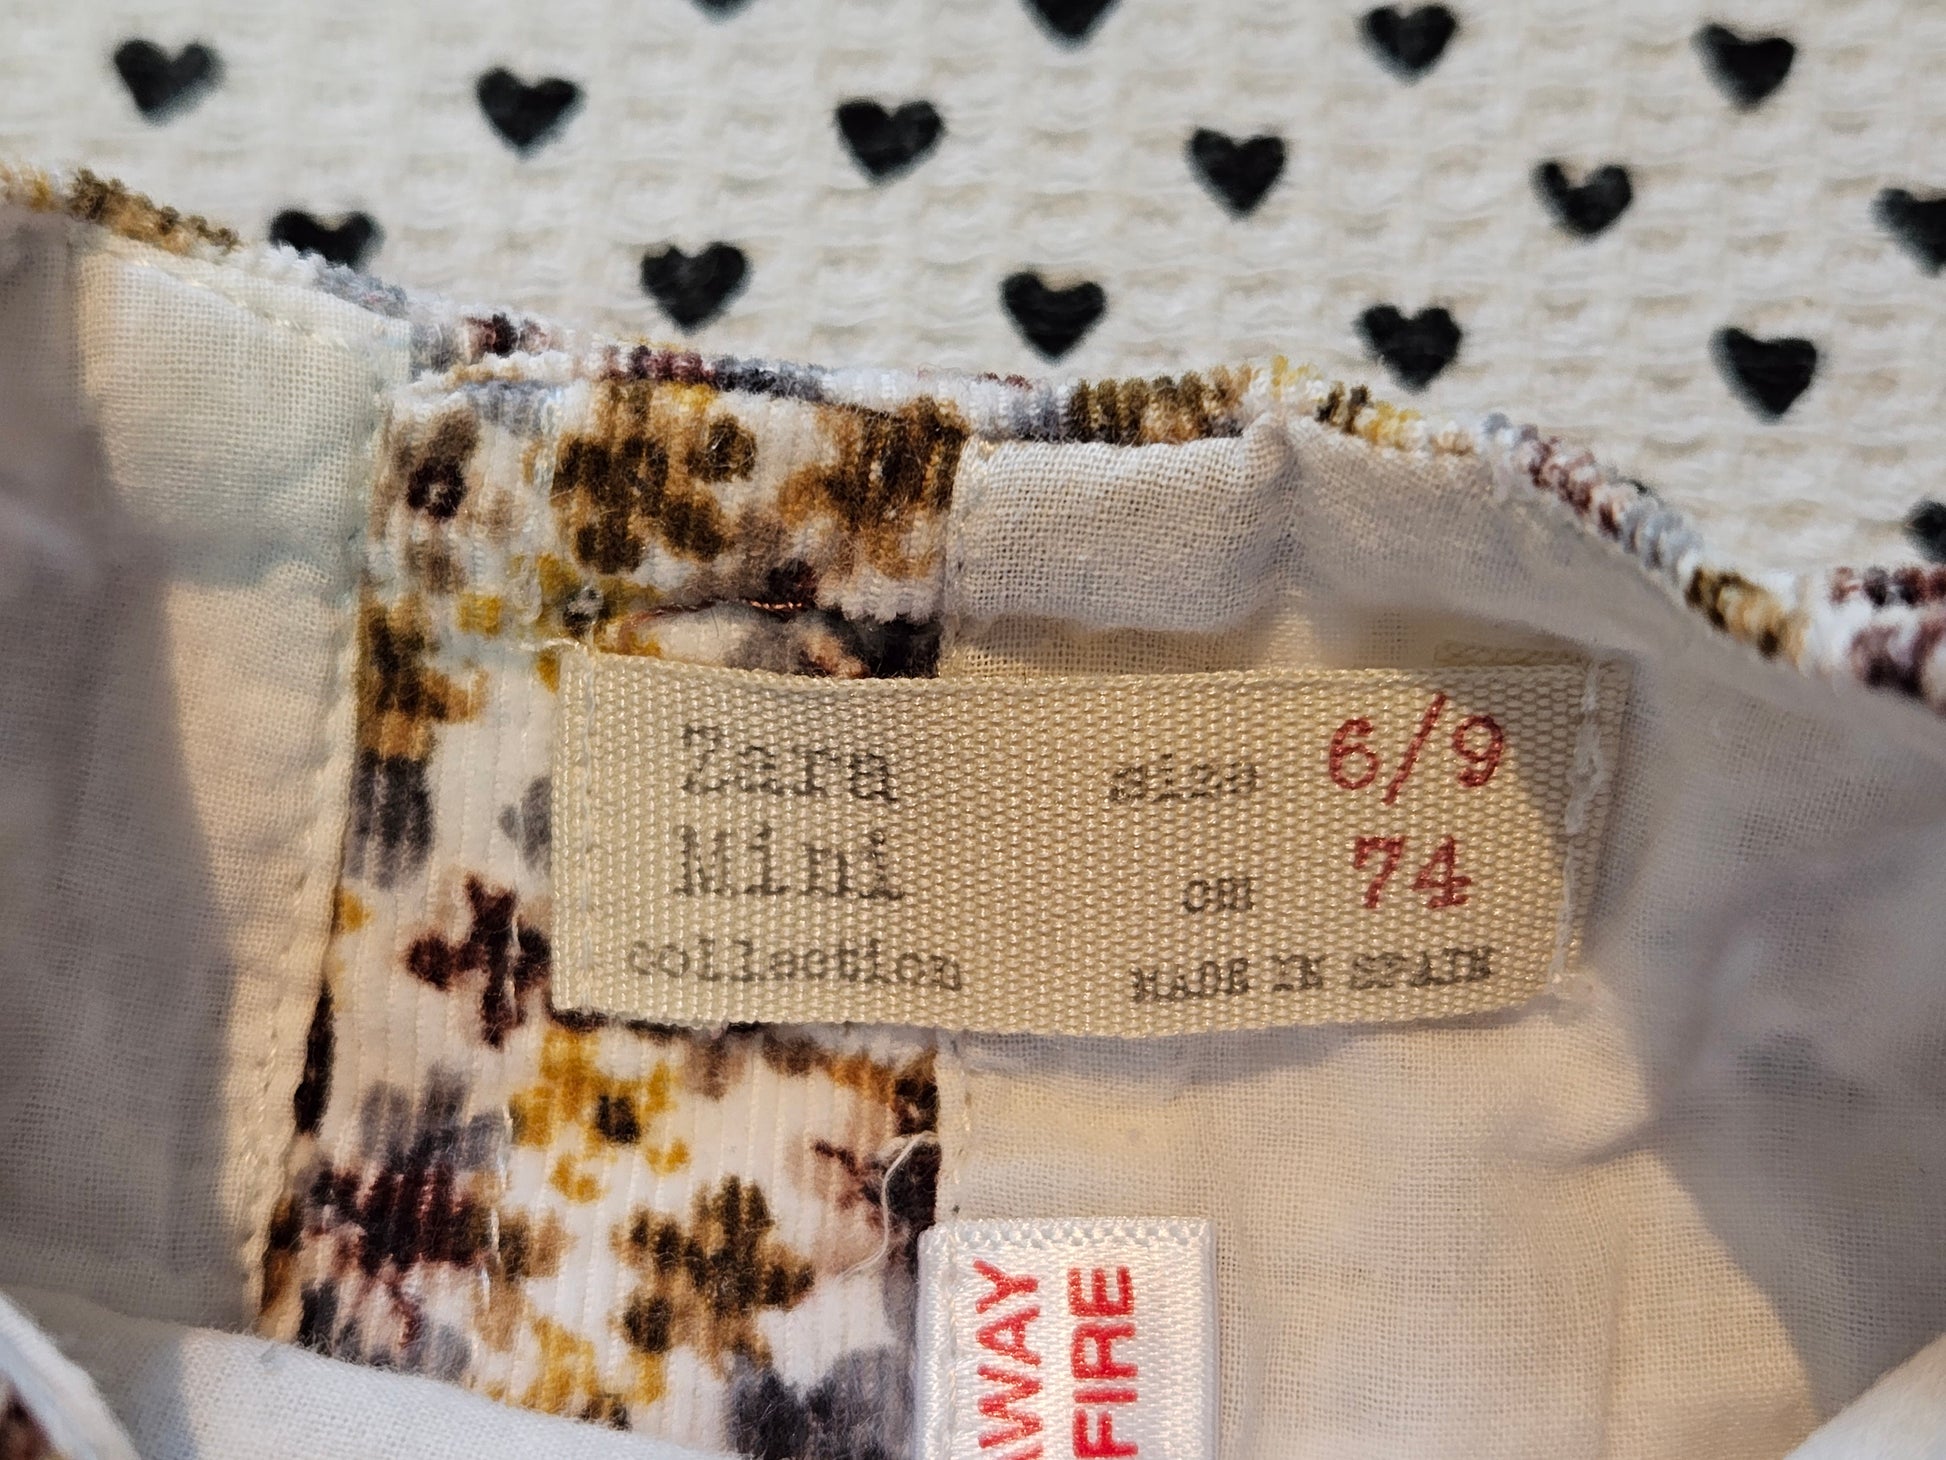 Zara
Mini
collection
size 6/9
cm 74
MADE IN SPAIN
AWAY
FIRE